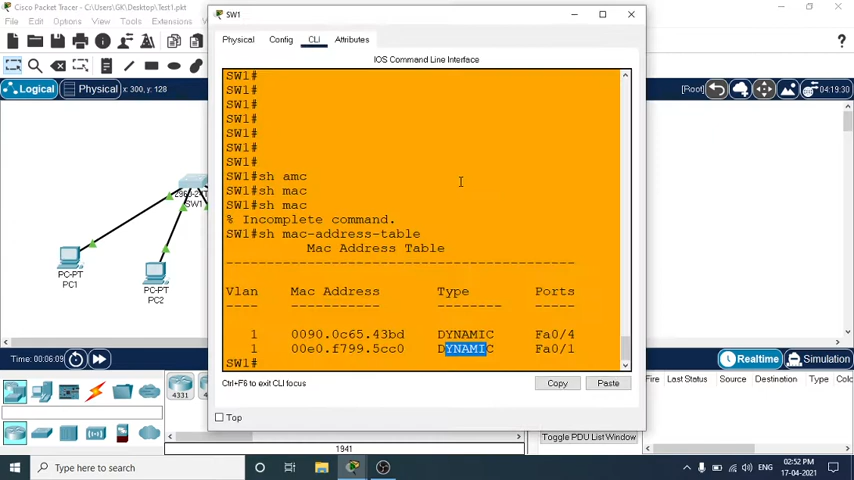 Cisco Packet Tracer - C:\Users\GK\Desktop\Test1.pkt
File Edit Options View Tools Extensions
Logical Physical x: 300, y: 128
[Root] 04:19:30
SW1
Physical Config CLI Attributes
IOS Command Line Interface
SW1#
SW1#
SW1#
SW1#
SW1#
SW1#
SW1#
SW1#sh amc
SW1#sh mac
SW1#sh mac
% Incomplete command.
SW1#sh mac-address-table
Mac Address Table
-------------------------------------------
Vlan Mac Address Type Ports
---- ----------- -------- -----
1 0090.0c65.43bd DYNAMIC Fa0/4
1 00e0.f799.5cc0 DYNAMIC Fa0/1
SW1#
Ctrl+F6 to exit CLI focus
Copy Paste
Top
SW1
PC-PT
PC1
PC-PT
PC2
Time: 00:06:09
Realtime Simulation
4331
1941
Fire Last Status Source Destination Type
Toggle PDU List Window
Type here to search
ENG
02:52 PM
17-04-2021